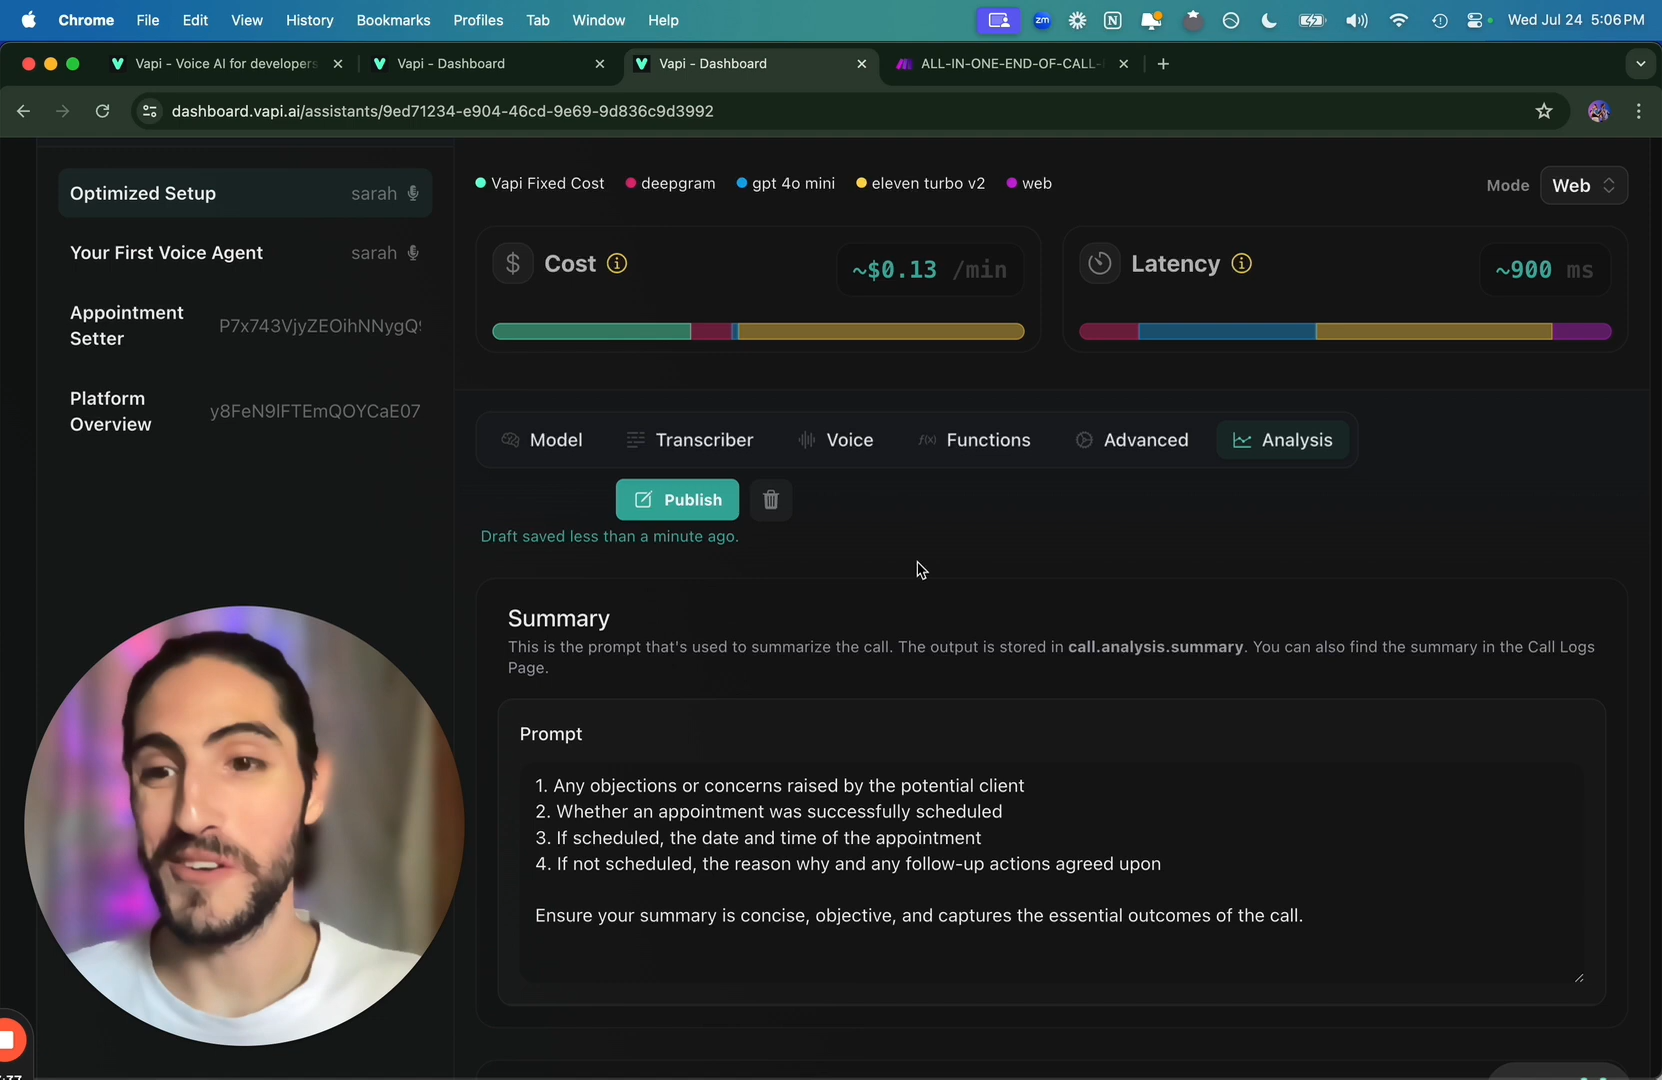 Chrome File Edit View History Bookmarks Profiles Tab Window Help
zm
N
Wed Jul 24 5:06 PM
Vapi - Voice AI for developers
Vapi - Dashboard
Vapi - Dashboard
ALL-IN-ONE-END-OF-CALL-
dashboard.vapi.ai/assistants/9ed71234-e904-46cd-9e69-9d836c9d3992
Optimized Setup sarah
Your First Voice Agent sarah
Appointment
Setter
Platform
Overview
y8FeN9lFTEmQOYCaE07
Vapi Fixed Cost deepgram gpt 4o mini eleven turbo v2 web
Mode Web
$ Cost ~$0.13 /min
Latency ~900 ms
Model Transcriber Voice f(x) Functions Advanced Analysis
Publish
Draft saved less than a minute ago.
Summary
This is the prompt that's used to summarize the call. The output is stored in call.analysis.summary. You can also find the summary in the Call Logs
Page.
Prompt
1. Any objections or concerns raised by the potential client
2. Whether an appointment was successfully scheduled
3. If scheduled, the date and time of the appointment
4. If not scheduled, the reason why and any follow-up actions agreed upon
Ensure your summary is concise, objective, and captures the essential outcomes of the call.